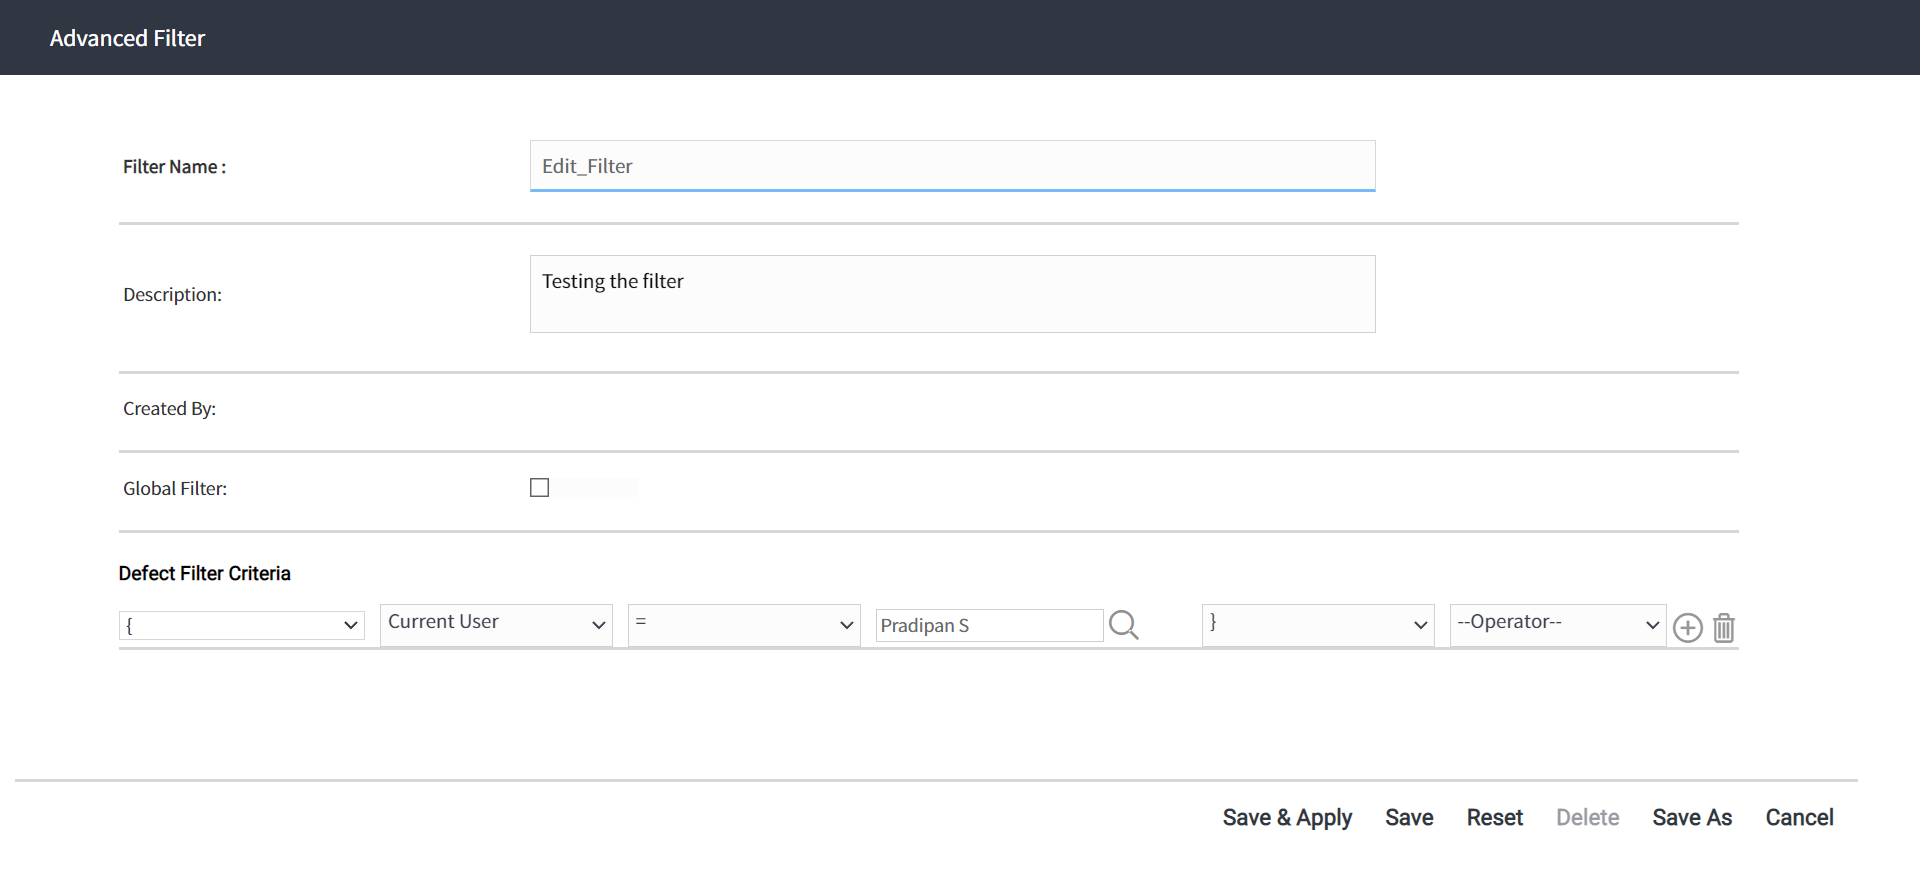 Advanced Filter
Filter Name : Edit_Filter
Description: Testing the filter
Created By:
Global Filter:
Defect Filter Criteria
{ Current User = Pradipan S } --Operator--
Save & Apply Save Reset Delete Save As Cancel